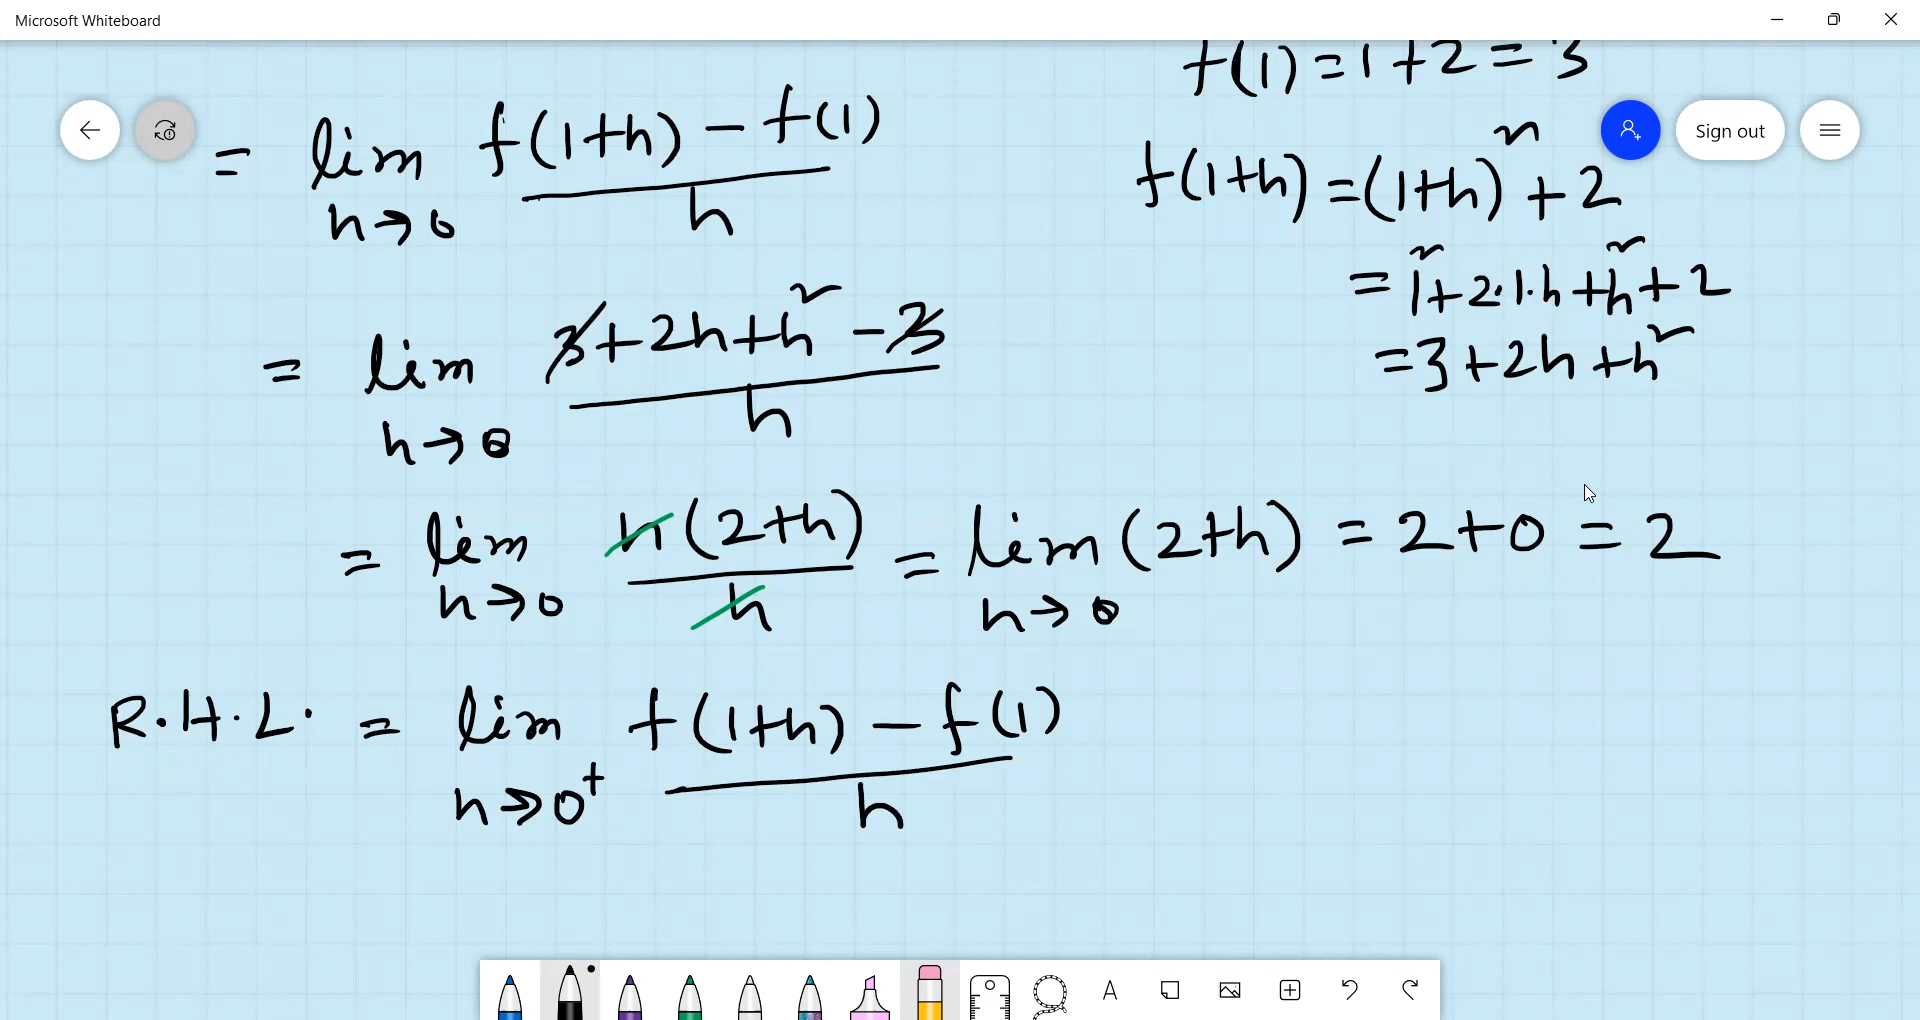 Microsoft Whiteboard
f(1) = 1 + 2 = 3
Sign out
= lim f(1+h) − f(1)
h → 0 h
f(1+h) = (1+h)² + 2
= 1² + 2·1·h + h² + 2
= 3 + 2h + h²
= lim 3 + 2h + h² − 3
h → 0 h
= lim h(2+h) = lim (2+h) = 2 + 0 = 2
h → 0 h h → 0
R.H.L. = lim f(1+h) − f(1)
h → 0⁺ h
A